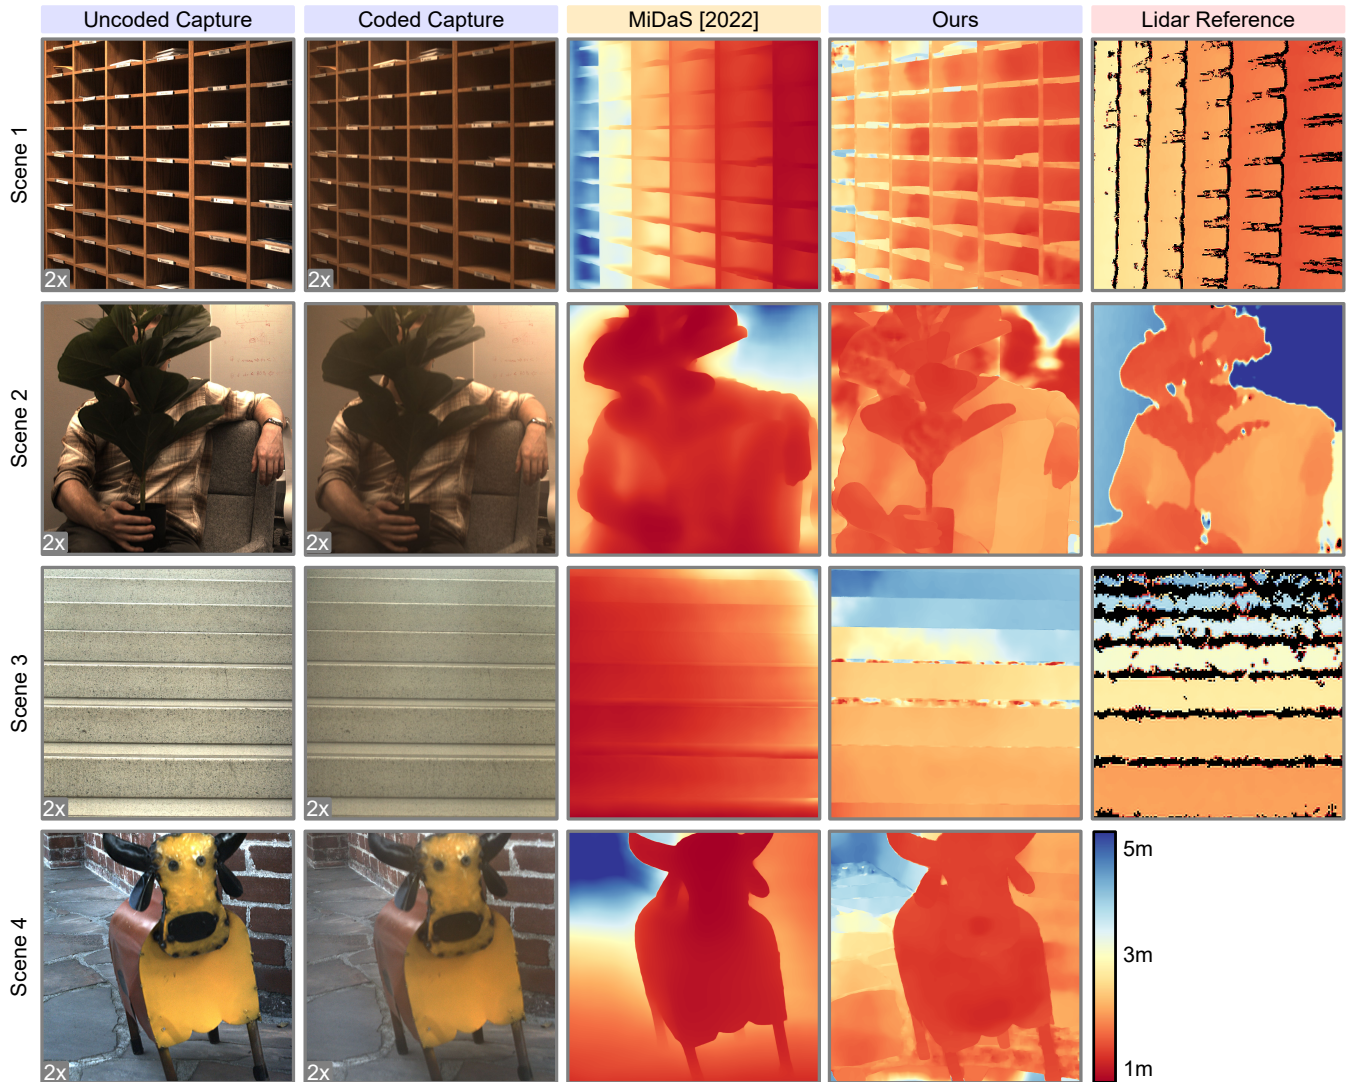 Uncoded Capture Coded Capture MiDaS [2022] Ours Lidar Reference
Scene 1
2x 2x
Scene 2
2x 2x
Scene 3
2x 2x
Scene 4
2x 2x
5m
3m
1m